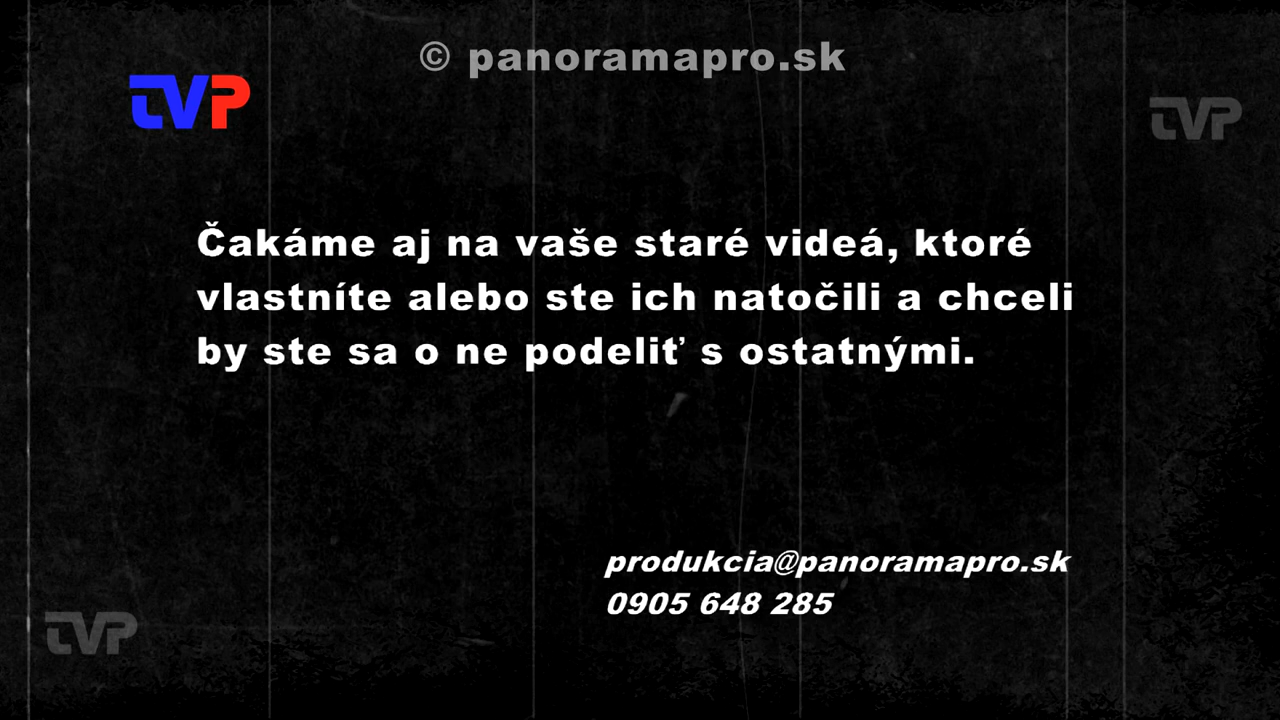 © panoramapro.sk
TVP
TVP
Čakáme aj na vaše staré videá, ktoré
vlastníte alebo ste ich natočili a chceli
by ste sa o ne podeliť s ostatnými.
produkcia@panoramapro.sk
0905 648 285
TVP